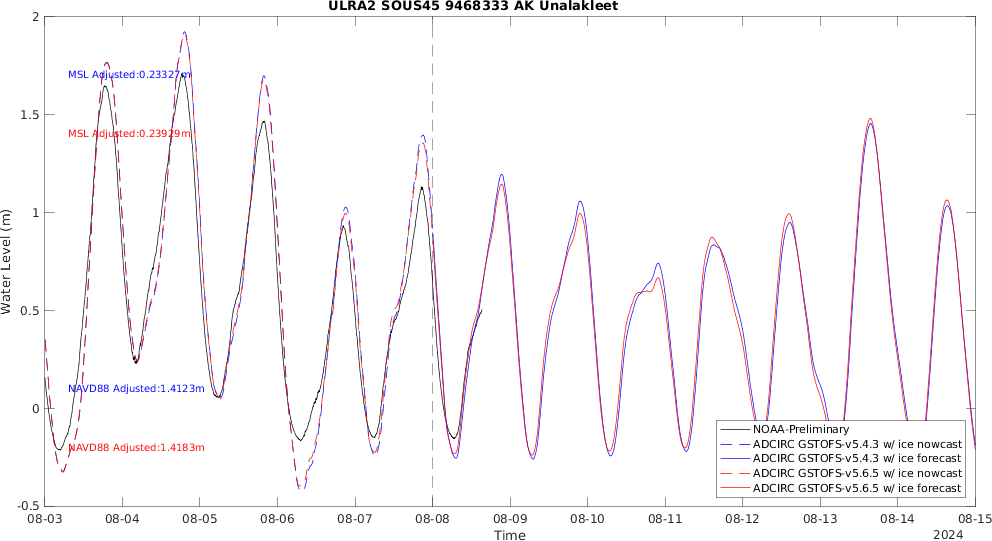 ULRA2 SOUS45 9468333 AK Unalakleet
Water Level (m)
2
1.5
1
0.5
0
-0.5
MSL Adjusted:0.23327m
MSL Adjusted:0.23929m
NAVD88 Adjusted:1.4123m
NAVD88 Adjusted:1.4183m
NOAA-Preliminary
ADCIRC GSTOFS-v5.4.3 w/ ice nowcast
ADCIRC GSTOFS-v5.4.3 w/ ice forecast
ADCIRC GSTOFS-v5.6.5 w/ ice nowcast
ADCIRC GSTOFS-v5.6.5 w/ ice forecast
08-03 08-04 08-05 08-06 08-07 08-08 08-09 08-10 08-11 08-12 08-13 08-14 08-15
Time
2024